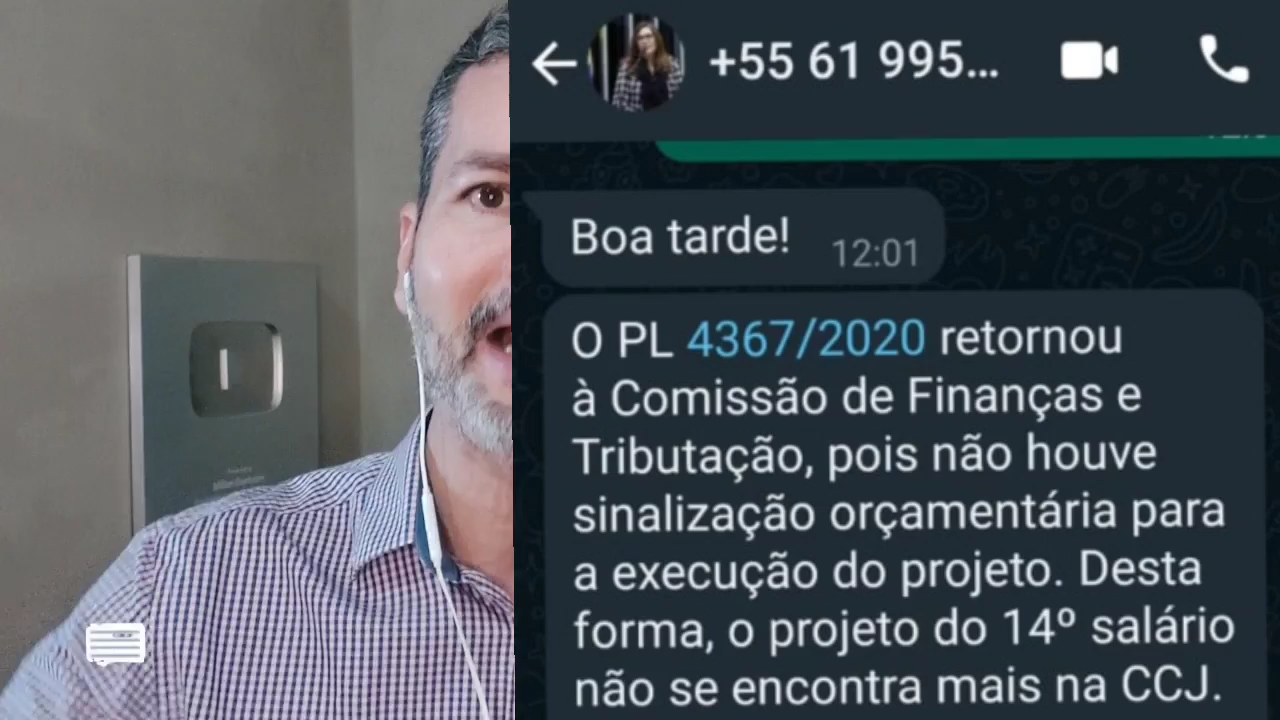 +55 61 995...
Boa tarde!
12:01
O PL 4367/2020 retornou
à Comissão de Finanças e
Tributação, pois não houve
sinalização orçamentária para
a execução do projeto. Desta
forma, o projeto do 14º salário
não se encontra mais na CCJ.